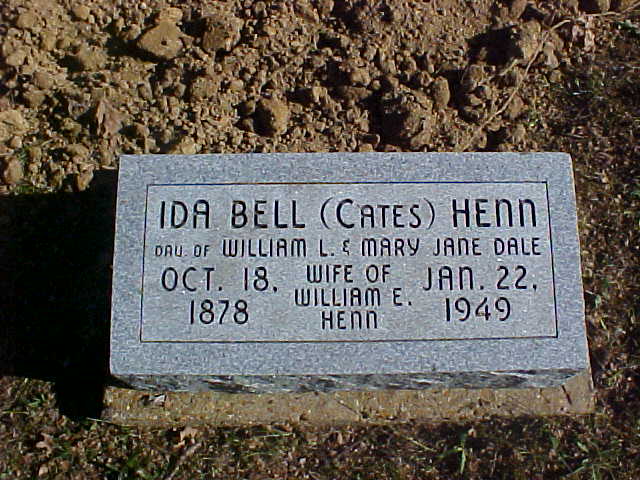 IDA BELL (CATES) HENN
DAU. OF WILLIAM L. & MARY JANE DALE
OCT. 18, 1878
WIFE OF WILLIAM E. HENN
JAN. 22, 1949